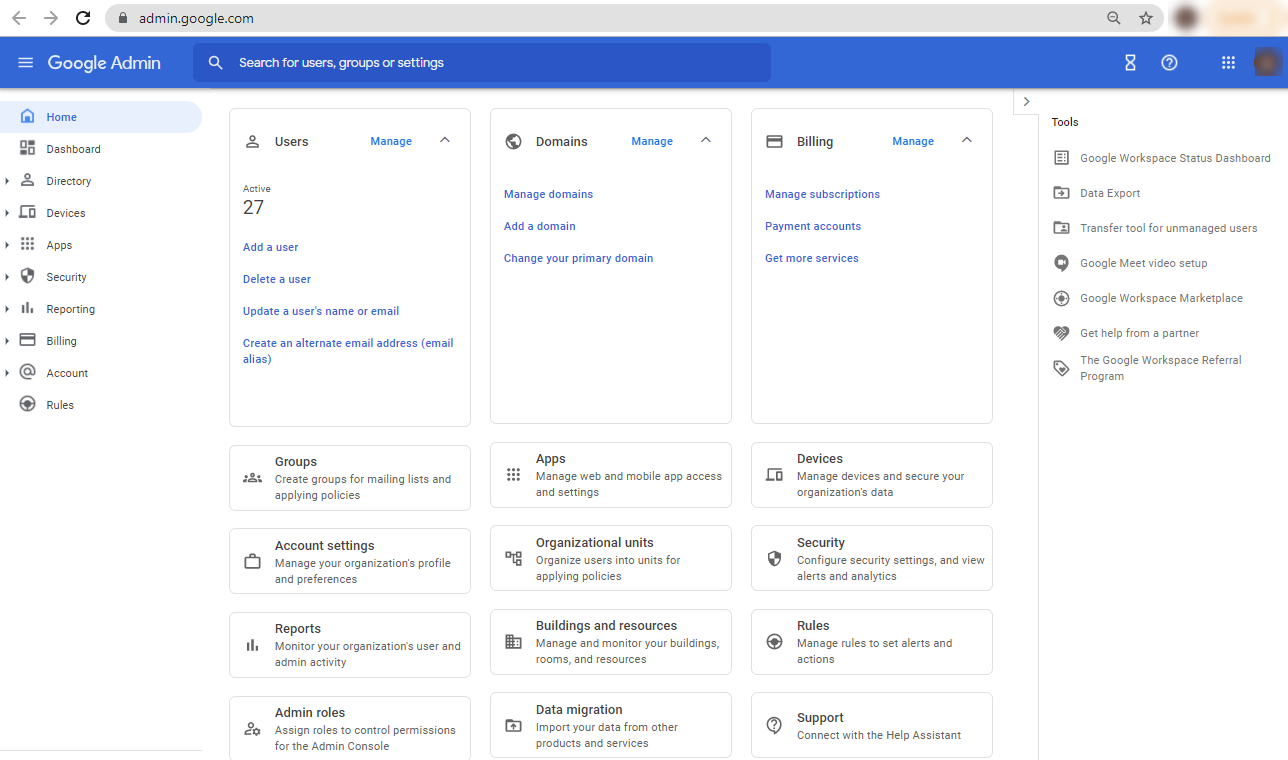 admin.google.com
Google Admin
Search for users, groups or settings
Home
Dashboard
Directory
Devices
Apps
Security
Reporting
Billing
Account
Rules
Users
Manage
Active
27
Add a user
Delete a user
Update a user's name or email
Create an alternate email address (email
alias)
Domains
Manage
Manage domains
Add a domain
Change your primary domain
Billing
Manage
Manage subscriptions
Payment accounts
Get more services
Groups
Create groups for mailing lists and
applying policies
Apps
Manage web and mobile app access
and settings
Devices
Manage devices and secure your
organization's data
Account settings
Manage your organization's profile
and preferences
Organizational units
Organize users into units for
applying policies
Security
Configure security settings, and view
alerts and analytics
Reports
Monitor your organization's user and
admin activity
Buildings and resources
Manage and monitor your buildings,
rooms, and resources
Rules
Manage rules to set alerts and
actions
Admin roles
Assign roles to control permissions
for the Admin Console
Data migration
Import your data from other
products and services
Support
Connect with the Help Assistant
Tools
Google Workspace Status Dashboard
Data Export
Transfer tool for unmanaged users
Google Meet video setup
Google Workspace Marketplace
Get help from a partner
The Google Workspace Referral
Program